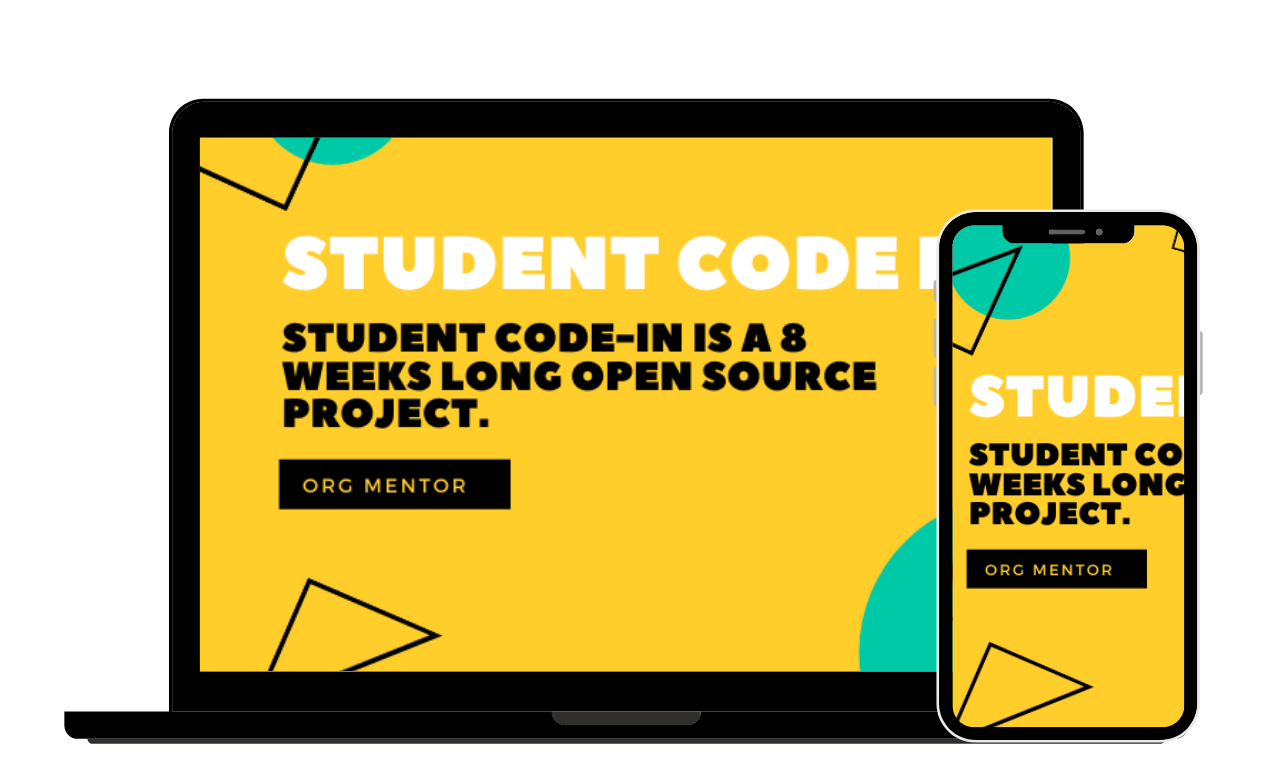 STUDENT CODE
STUDENT CODE-IN IS A 8
WEEKS LONG OPEN SOURCE
PROJECT.
ORG MENTOR
STUDE
STUDENT CO
WEEKS LONG
PROJECT.
ORG MENTOR